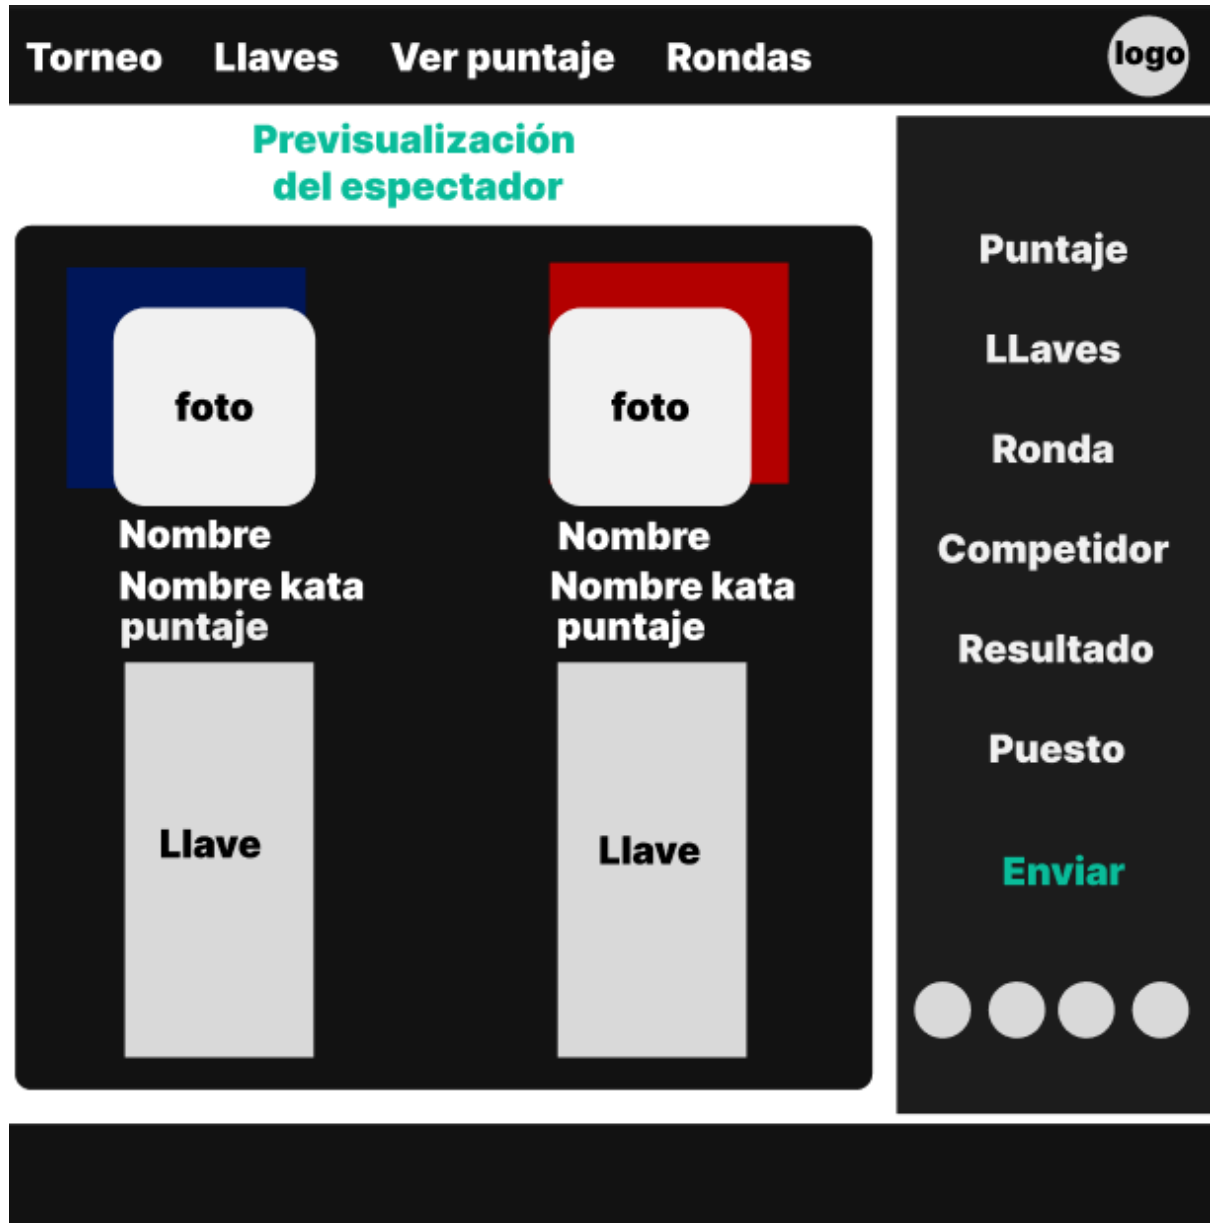 Torneo Llaves Ver puntaje Rondas logo
Previsualización
del espectador
foto
Nombre
Nombre kata
puntaje
Llave
foto
Nombre
Nombre kata
puntaje
Llave
Puntaje
LLaves
Ronda
Competidor
Resultado
Puesto
Enviar